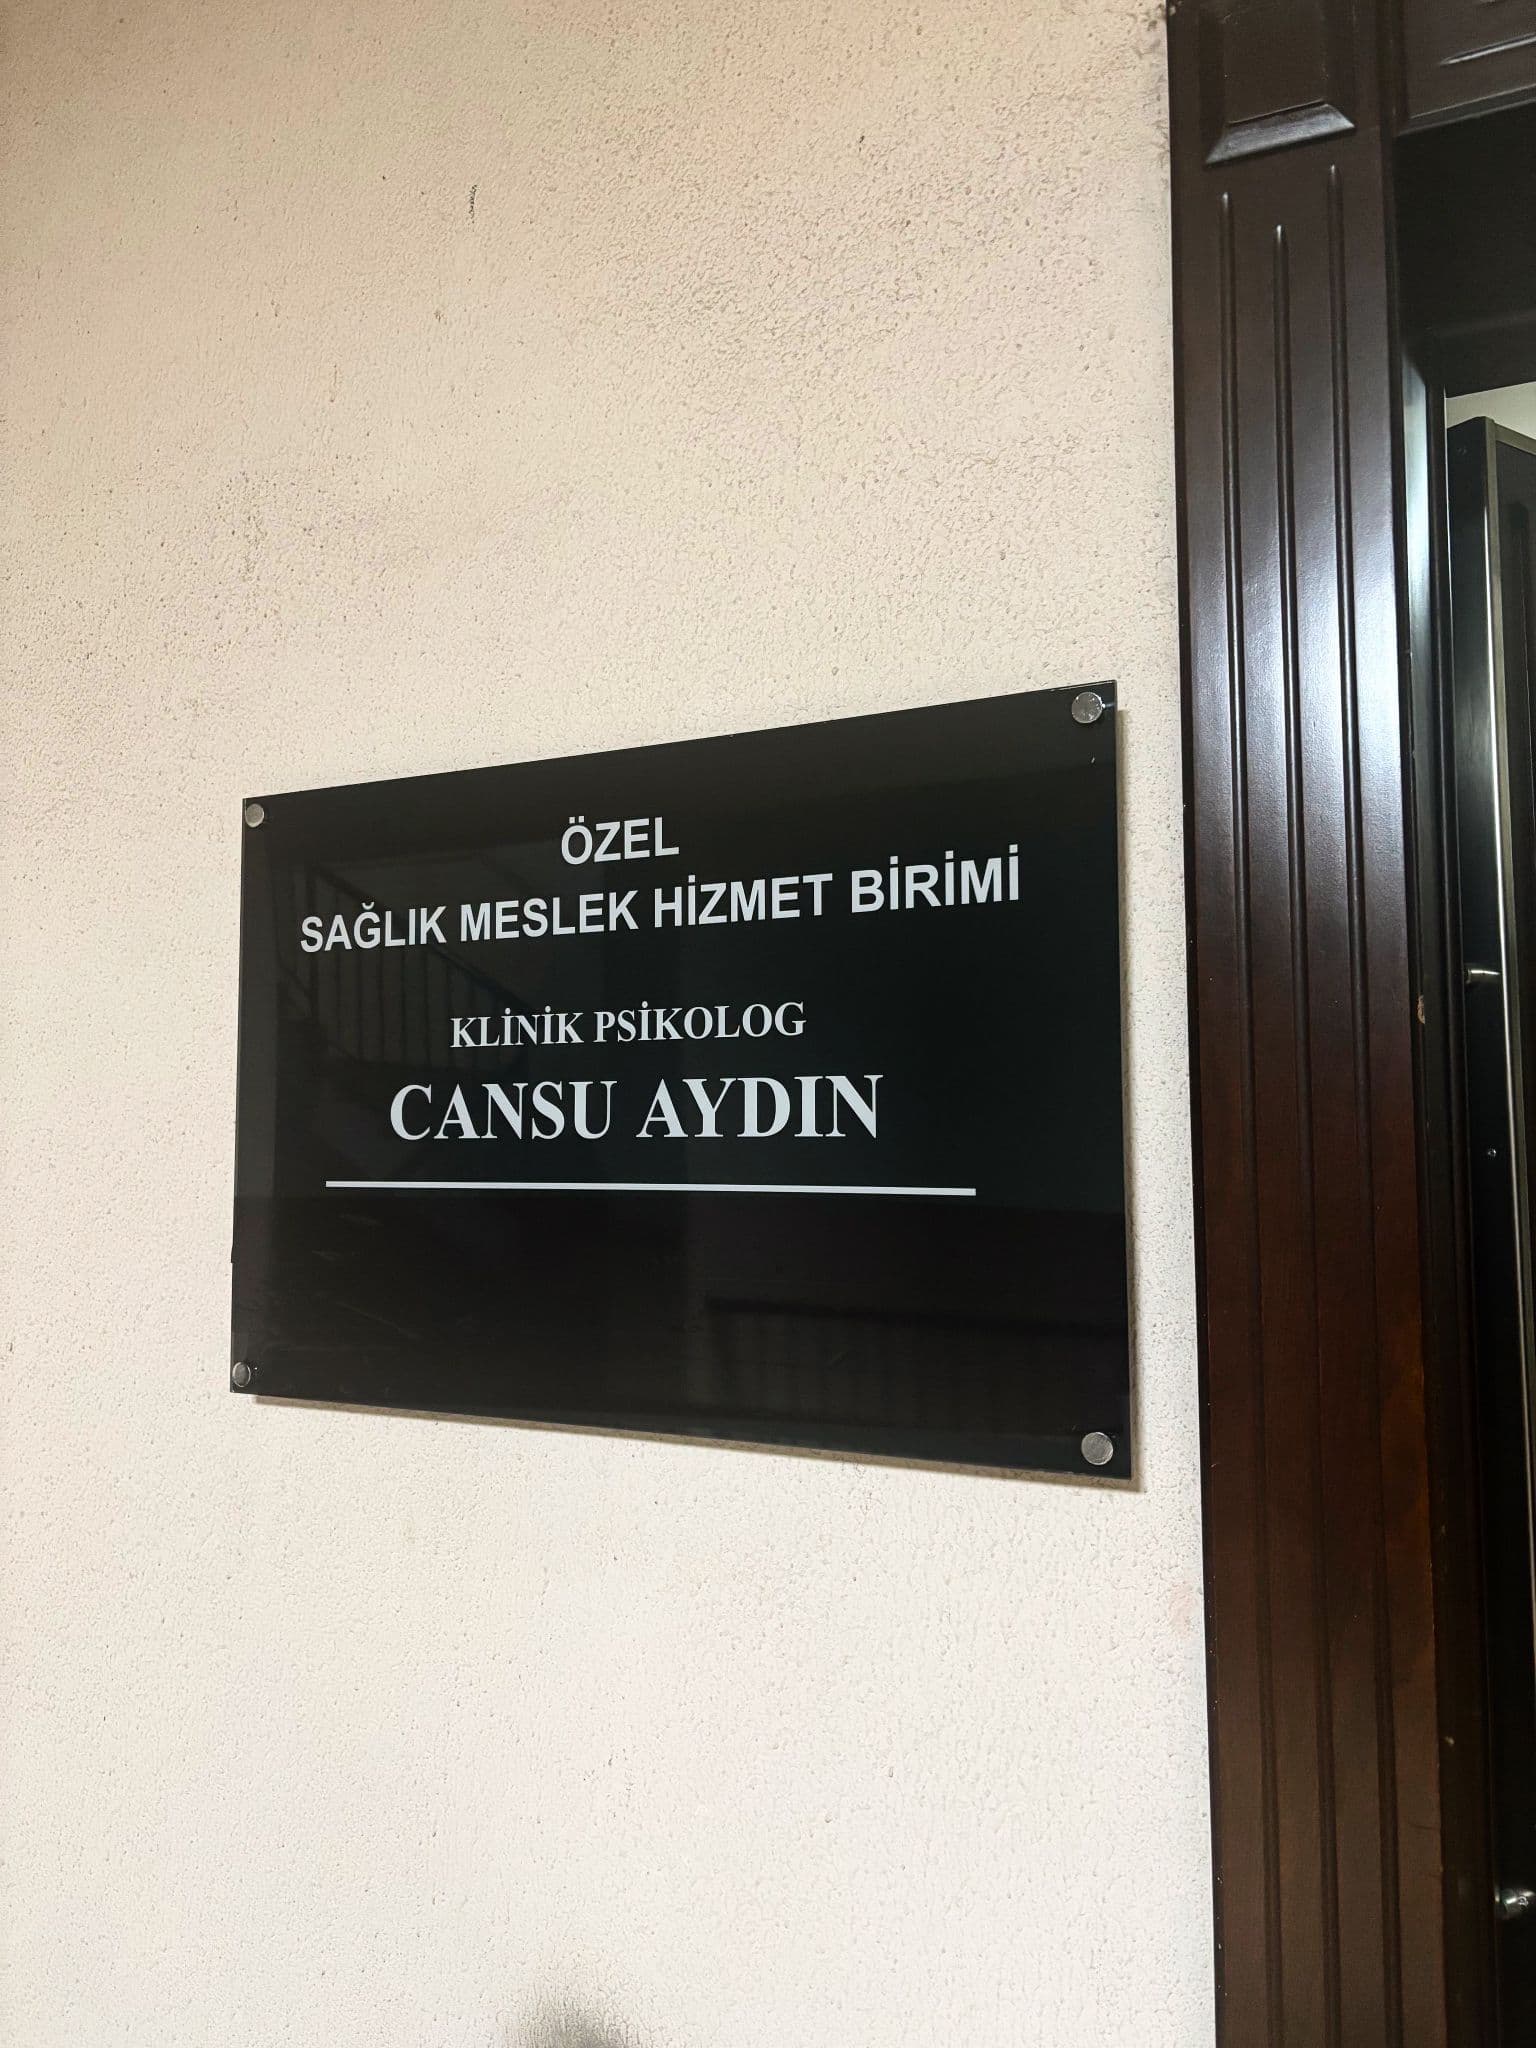 ÖZEL
SAĞLIK MESLEK HİZMET BİRİMİ
KLİNİK PSİKOLOG
CANSU AYDIN